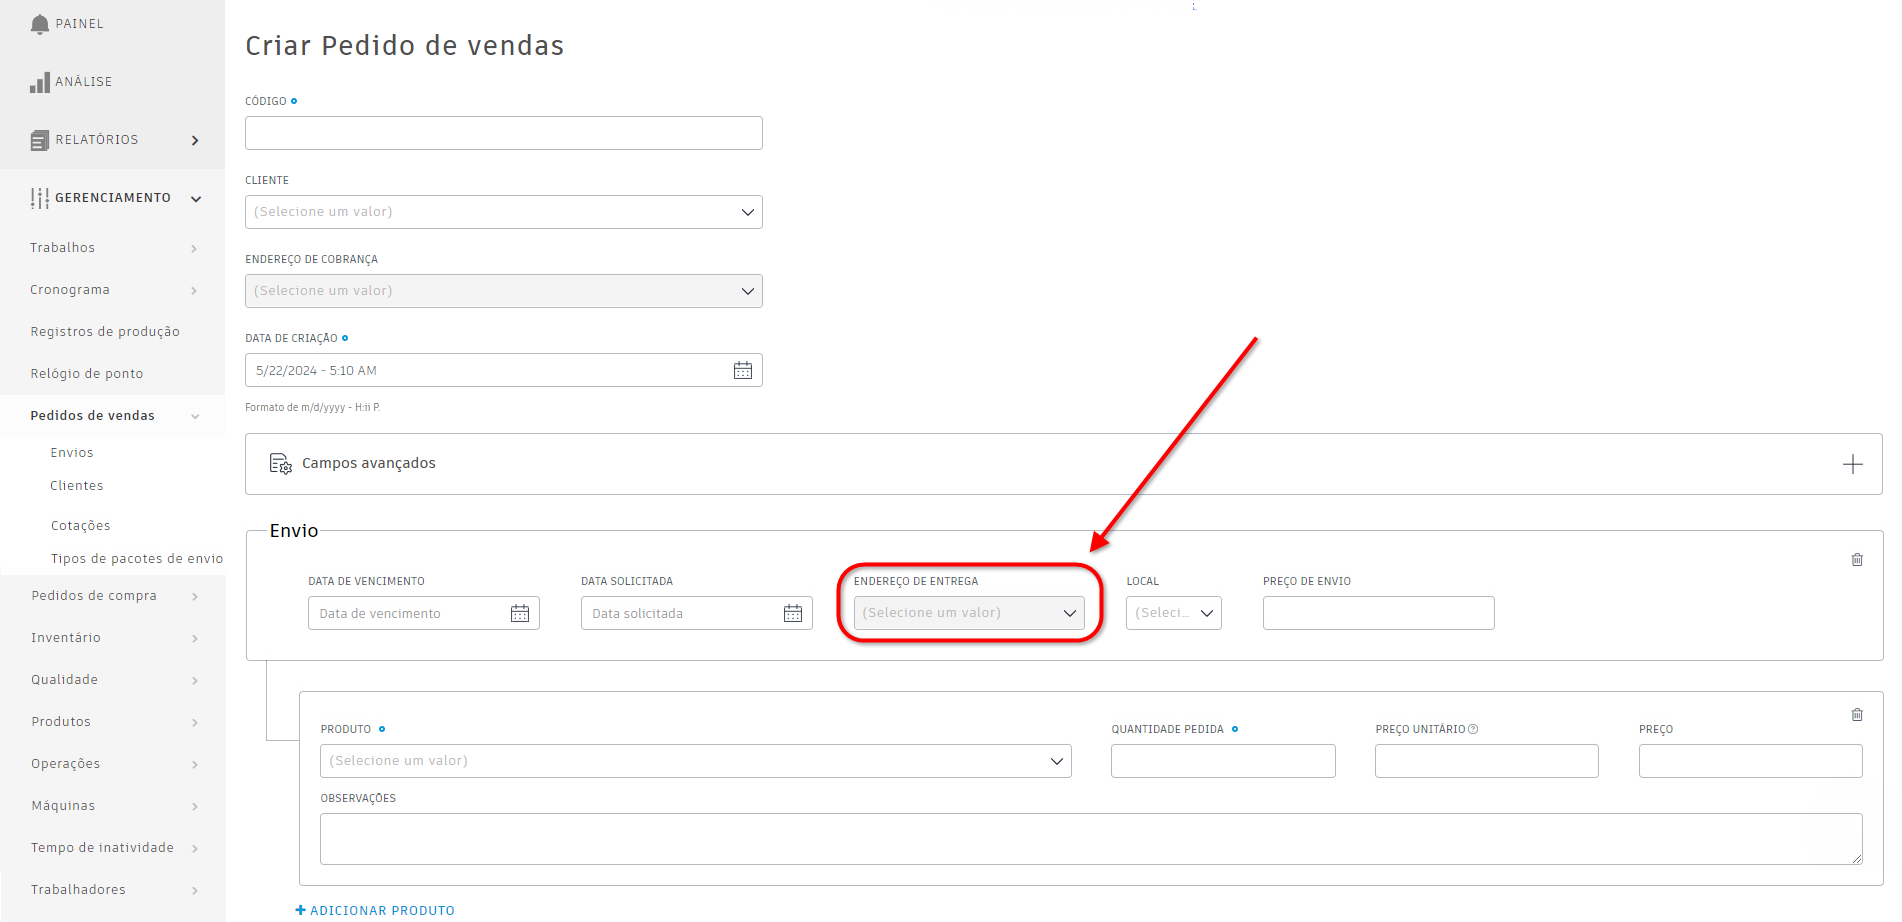 PAINEL
ANÁLISE
RELATÓRIOS
GERENCIAMENTO
Trabalhos
Cronograma
Registros de produção
Relógio de ponto
Pedidos de vendas
Envios
Clientes
Cotações
Tipos de pacotes de envio
Pedidos de compra
Inventário
Qualidade
Produtos
Operações
Máquinas
Tempo de inatividade
Trabalhadores
Criar Pedido de vendas
CÓDIGO
CLIENTE
(Selecione um valor)
ENDEREÇO DE COBRANÇA
(Selecione um valor)
DATA DE CRIAÇÃO
5/22/2024 - 5:10 AM
Formato de m/d/yyyy - H:ii P.
Campos avançados
Envio
DATA DE VENCIMENTO DATA SOLICITADA ENDEREÇO DE ENTREGA LOCAL PREÇO DE ENVIO
Data de vencimento Data solicitada (Selecione um valor) (Seleci...
PRODUTO QUANTIDADE PEDIDA PREÇO UNITÁRIO PREÇO
(Selecione um valor)
OBSERVAÇÕES
+ ADICIONAR PRODUTO